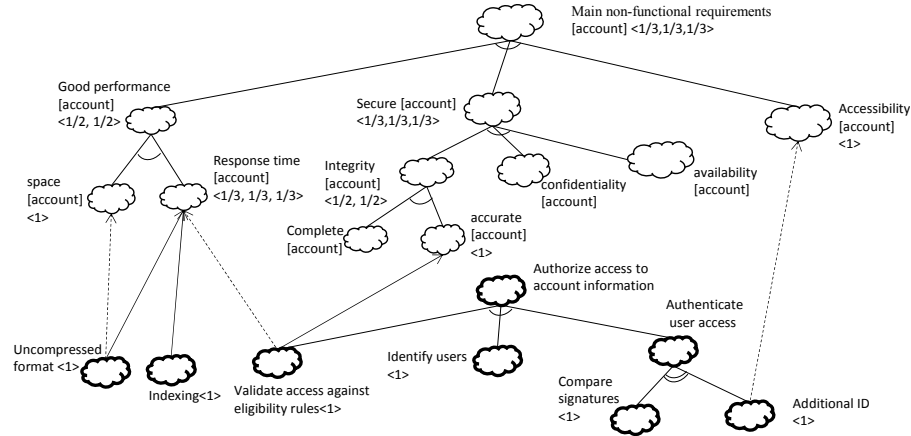 Main non-functional requirements
[account] <1/3,1/3,1/3>
Good performance
[account]
<1/2, 1/2>
Secure [account]
<1/3,1/3,1/3>
Accessibility
[account]
<1>
space
[account]
<1>
Response time
[account]
<1/3, 1/3, 1/3>
Integrity
[account]
<1/2, 1/2>
confidentiality
[account]
availability
[account]
Complete
[account]
accurate
[account]
<1>
Authorize access to
account information
Authenticate
user access
Uncompressed
format <1>
Indexing<1>
Validate access against
eligibility rules<1>
Identify users
<1>
Compare
signatures
<1>
Additional ID
<1>